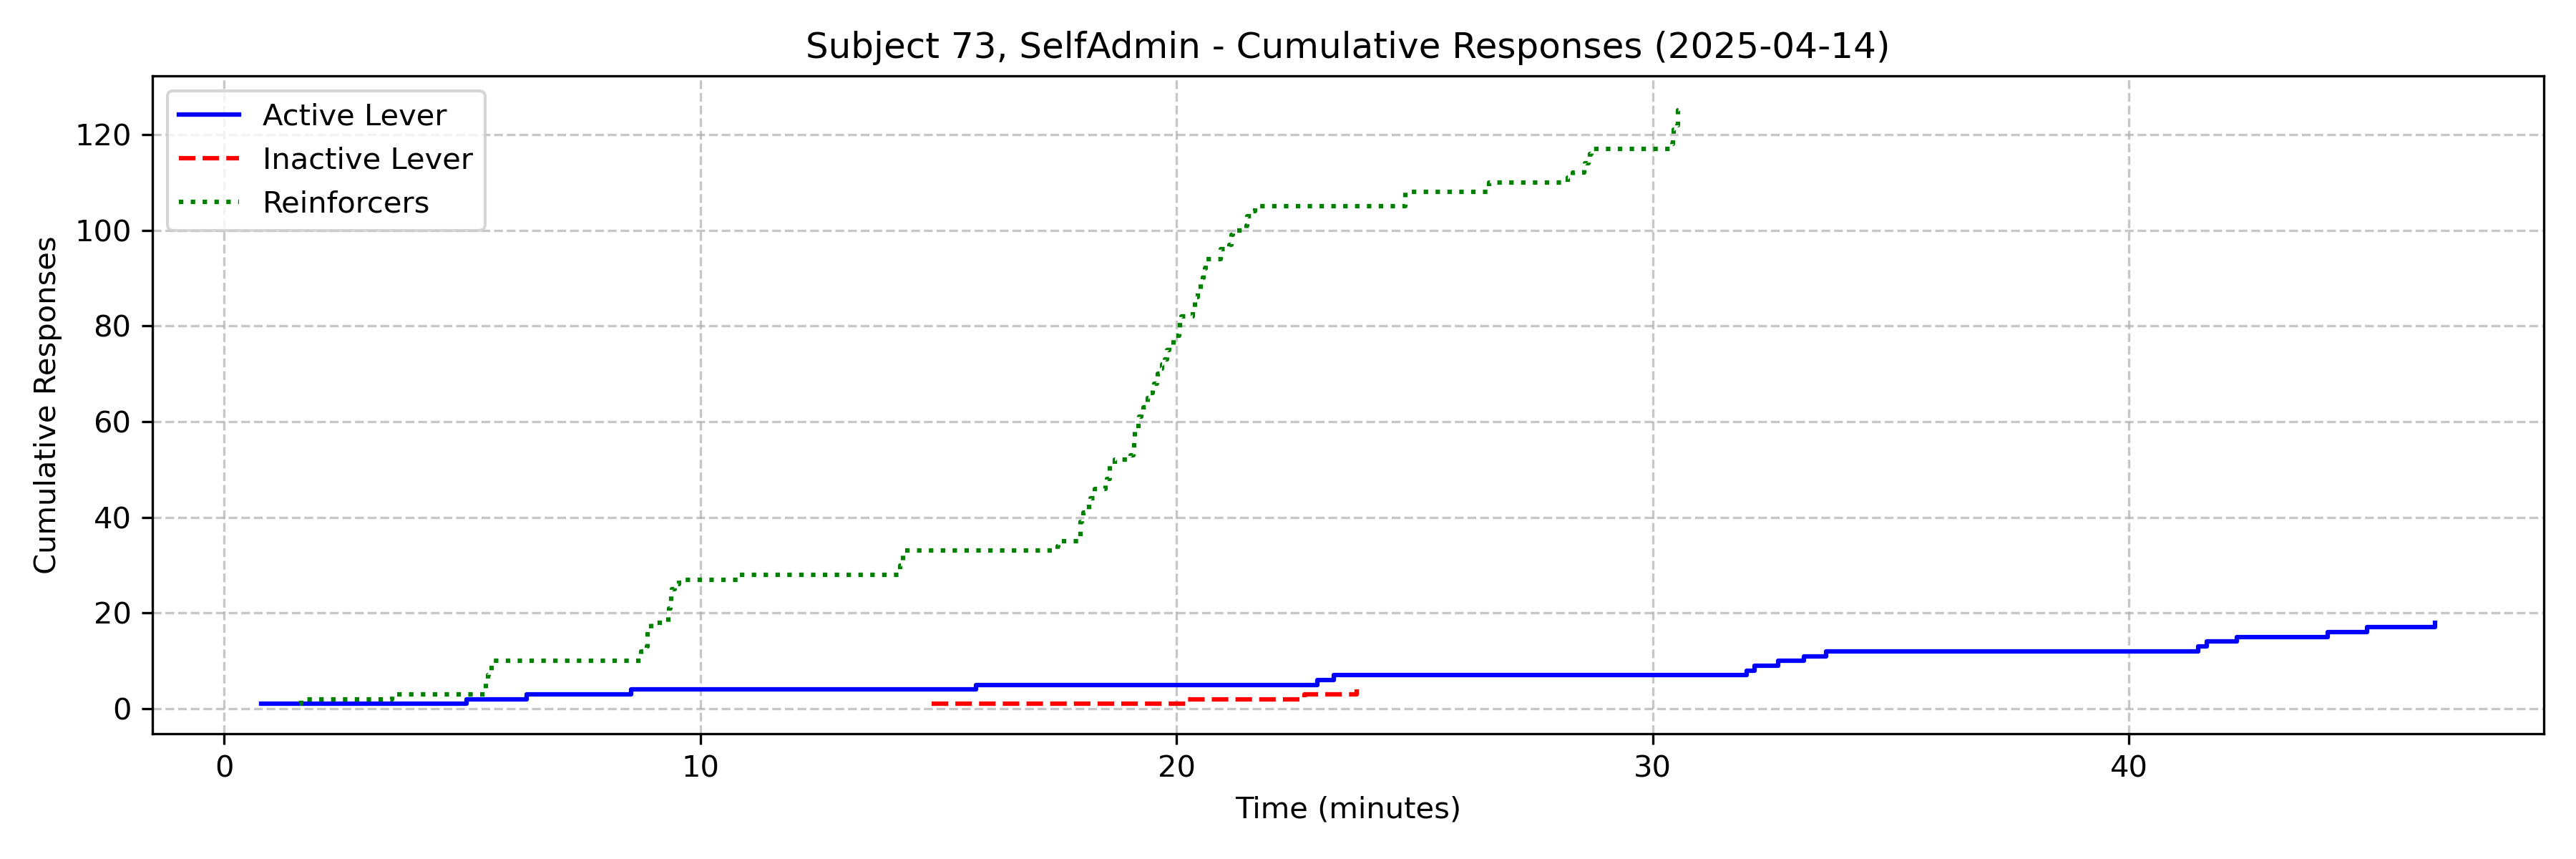 Subject 73, SelfAdmin - Cumulative Responses (2025-04-14)
Active Lever
Inactive Lever
Reinforcers
Cumulative Responses
120
100
80
60
40
20
0
0 10 20 30 40
Time (minutes)